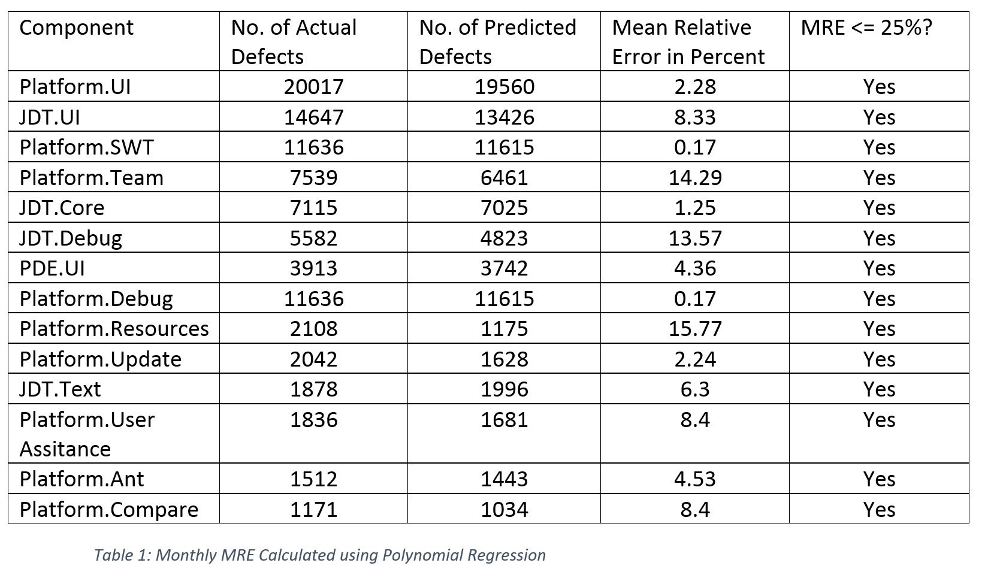 Component No. of Actual Defects No. of Predicted Defects Mean Relative Error in Percent MRE <= 25%?
Platform.UI 20017 19560 2.28 Yes
JDT.UI 14647 13426 8.33 Yes
Platform.SWT 11636 11615 0.17 Yes
Platform.Team 7539 6461 14.29 Yes
JDT.Core 7115 7025 1.25 Yes
JDT.Debug 5582 4823 13.57 Yes
PDE.UI 3913 3742 4.36 Yes
Platform.Debug 11636 11615 0.17 Yes
Platform.Resources 2108 1175 15.77 Yes
Platform.Update 2042 1628 2.24 Yes
JDT.Text 1878 1996 6.3 Yes
Platform.User Assitance 1836 1681 8.4 Yes
Platform.Ant 1512 1443 4.53 Yes
Platform.Compare 1171 1034 8.4 Yes
Table 1: Monthly MRE Calculated using Polynomial Regression